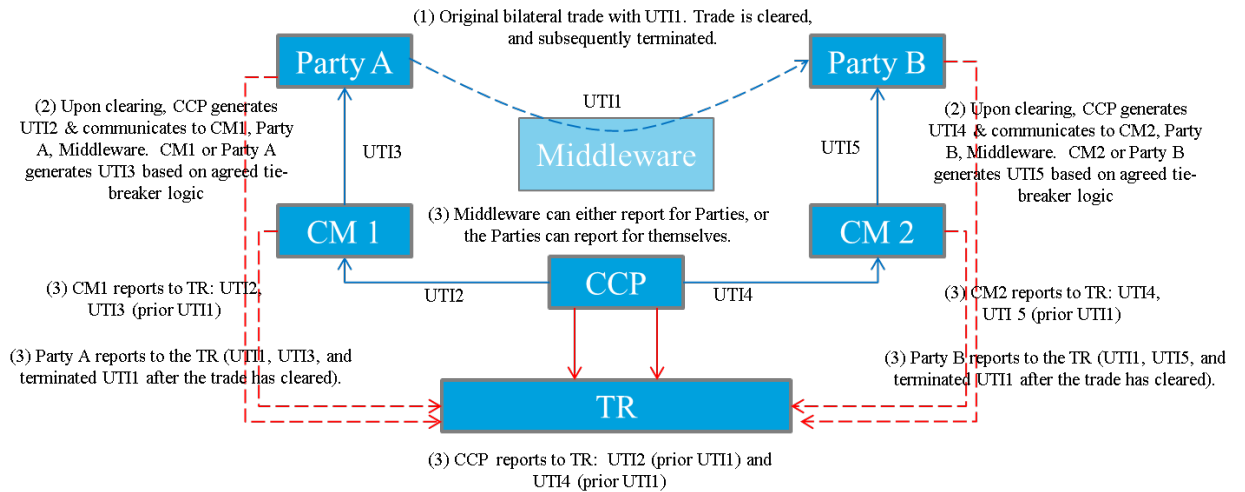 (1) Original bilateral trade with UTI1. Trade is cleared,
and subsequently terminated.
Party A
Party B
UTI1
(2) Upon clearing, CCP generates
UTI2 & communicates to CM1, Party
A, Middleware. CM1 or Party A
generates UTI3 based on agreed tie-
breaker logic
UTI3
Middleware
UTI5
(2) Upon clearing, CCP generates
UTI4 & communicates to CM2, Party
B, Middleware. CM2 or Party B
generates UTI5 based on agreed tie-
breaker logic
(3) Middleware can either report for Parties, or
the Parties can report for themselves.
CM 1
CM 2
CCP
UTI2
UTI4
(3) CM1 reports to TR: UTI2,
UTI3 (prior UTI1)
(3) CM2 reports to TR: UTI4,
UTI 5 (prior UTI1)
(3) Party A reports to the TR (UTI1, UTI3, and
terminated UTI1 after the trade has cleared).
(3) Party B reports to the TR (UTI1, UTI5, and
terminated UTI1 after the trade has cleared).
TR
(3) CCP reports to TR: UTI2 (prior UTI1) and
UTI4 (prior UTI1)